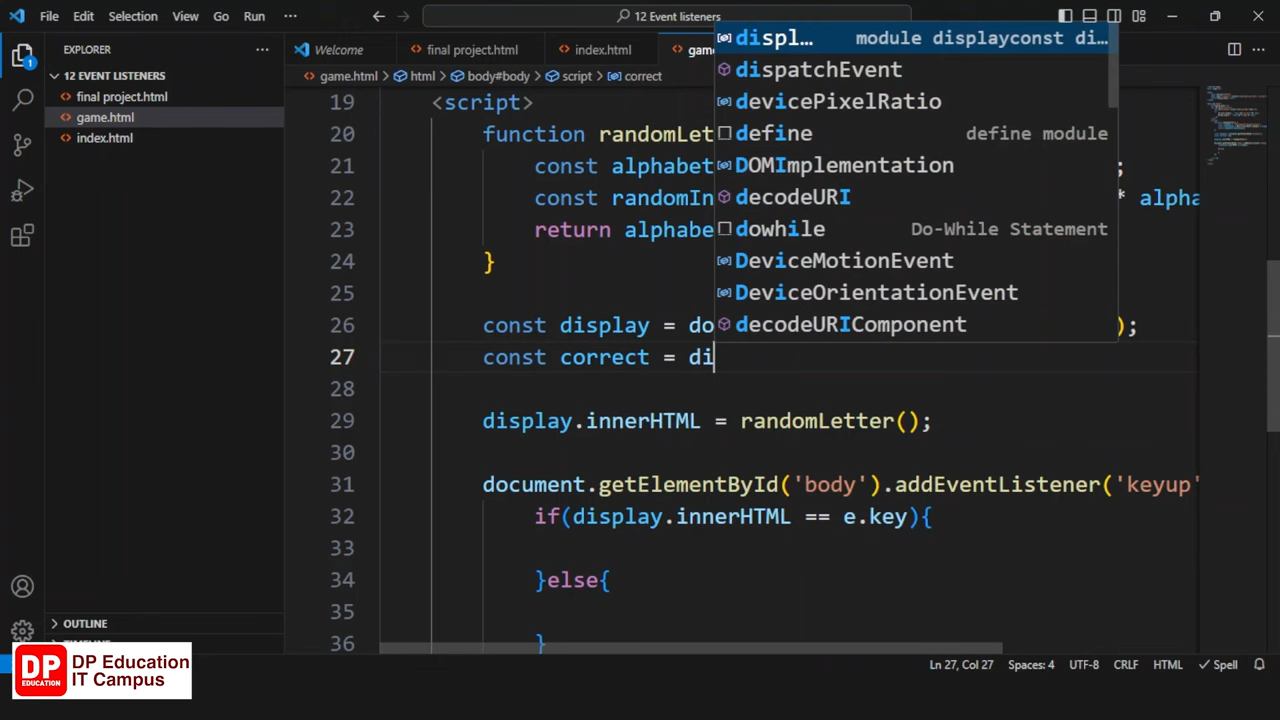 File Edit Selection View Go Run ···
12 Event listeners
EXPLORER ···
Welcome
final project.html
index.html
12 EVENT LISTENERS
final project.html
game.html
index.html
game.html > html > body#body > script > correct
19 <script>
20 function randomLet
21 const alphabet ;
22 const randomIn * alpha
23 return alphabe
24 }
25
26 const display = do );
27 const correct = di
28
29 display.innerHTML = randomLetter();
30
31 document.getElementById('body').addEventListener('keyup'
32 if(display.innerHTML == e.key){
33
34 }else{
35
36 }
displ… module displayconst di…
dispatchEvent
devicePixelRatio
define define module
DOMImplementation
decodeURI
dowhile Do-While Statement
DeviceMotionEvent
DeviceOrientationEvent
decodeURIComponent
1
OUTLINE
Ln 27, Col 27 Spaces: 4 UTF-8 CRLF HTML Spell
DP
EDUCATION
DP Education
IT Campus